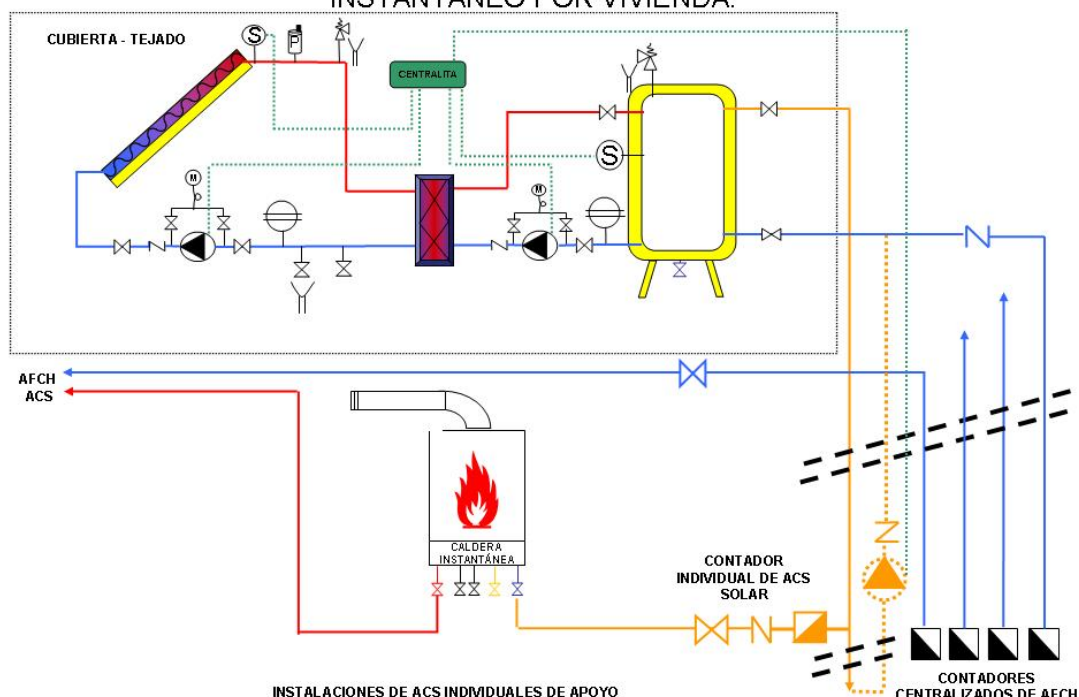 INSTANTÁNEO POR VIVIENDA.
CUBIERTA - TEJADO
S
P
CENTRALITA
S
M
M
AFCH
ACS
CALDERA
INSTANTÁNEA
CONTADOR
INDIVIDUAL DE ACS
SOLAR
INSTALACIONES DE ACS INDIVIDUALES DE APOYO
CONTADORES
CENTRALIZADOS DE AFCH